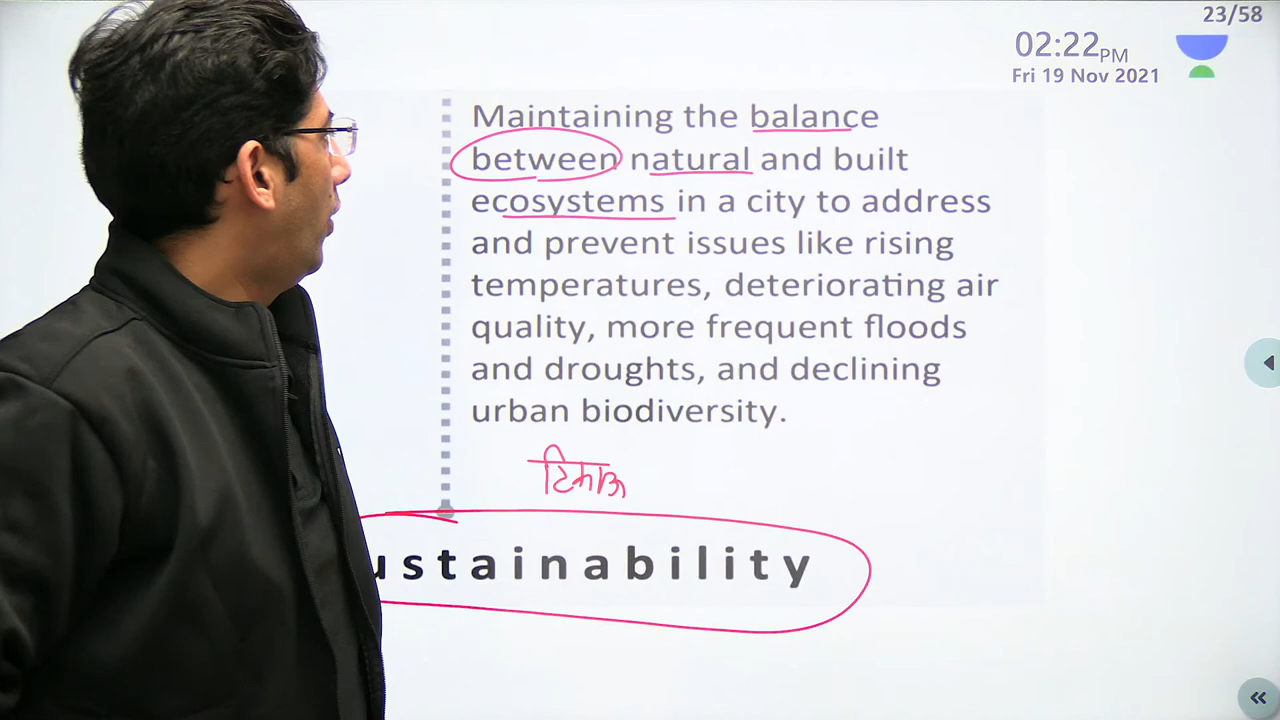 23/58
02:22PM
Fri 19 Nov 2021
Maintaining the balance
between natural and built
ecosystems in a city to address
and prevent issues like rising
temperatures, deteriorating air
quality, more frequent floods
and droughts, and declining
urban biodiversity.
टिकाऊ
ustainability